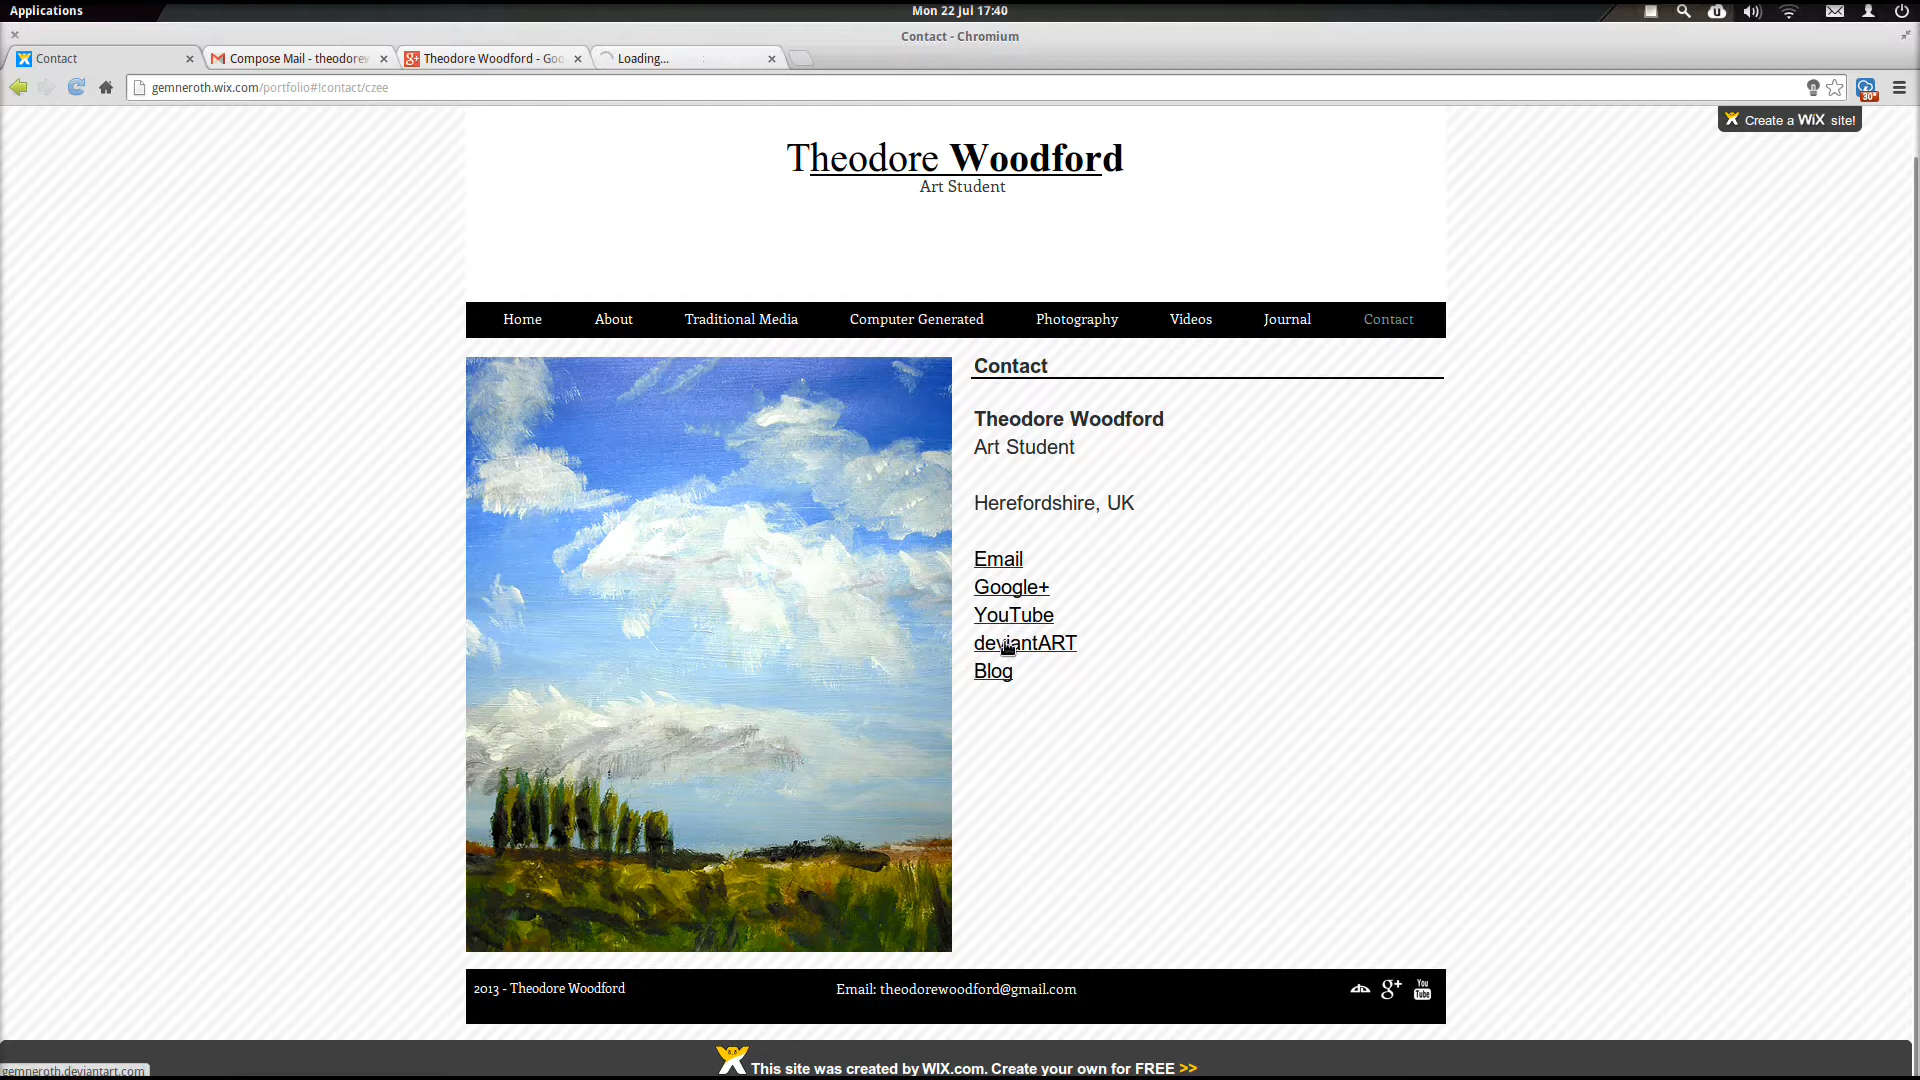 Applications
Mon 22 Jul 17:40
Contact - Chromium
Contact
Compose Mail - theodorew
Theodore Woodford - Goo
Loading...
gemneroth.wix.com/portfolio#!contact/czee
30°
Create a WiX site!
Theodore Woodford
Art Student
Home
About
Traditional Media
Computer Generated
Photography
Videos
Journal
Contact
Contact
Theodore Woodford
Art Student
Herefordshire, UK
Email
Google+
YouTube
deviantART
Blog
2013 - Theodore Woodford
Email: theodorewoodford@gmail.com
g+
You
Tube
This site was created by WIX.com. Create your own for FREE >>
gemneroth.deviantart.com